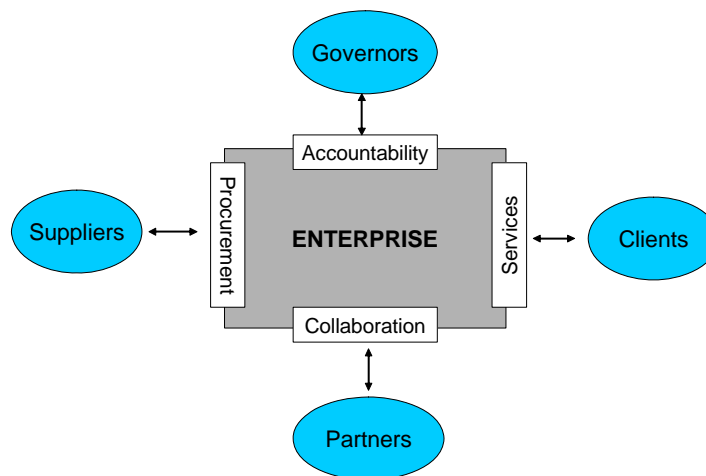 Governors
Accountability
Procurement
Suppliers
ENTERPRISE
Services
Clients
Collaboration
Partners